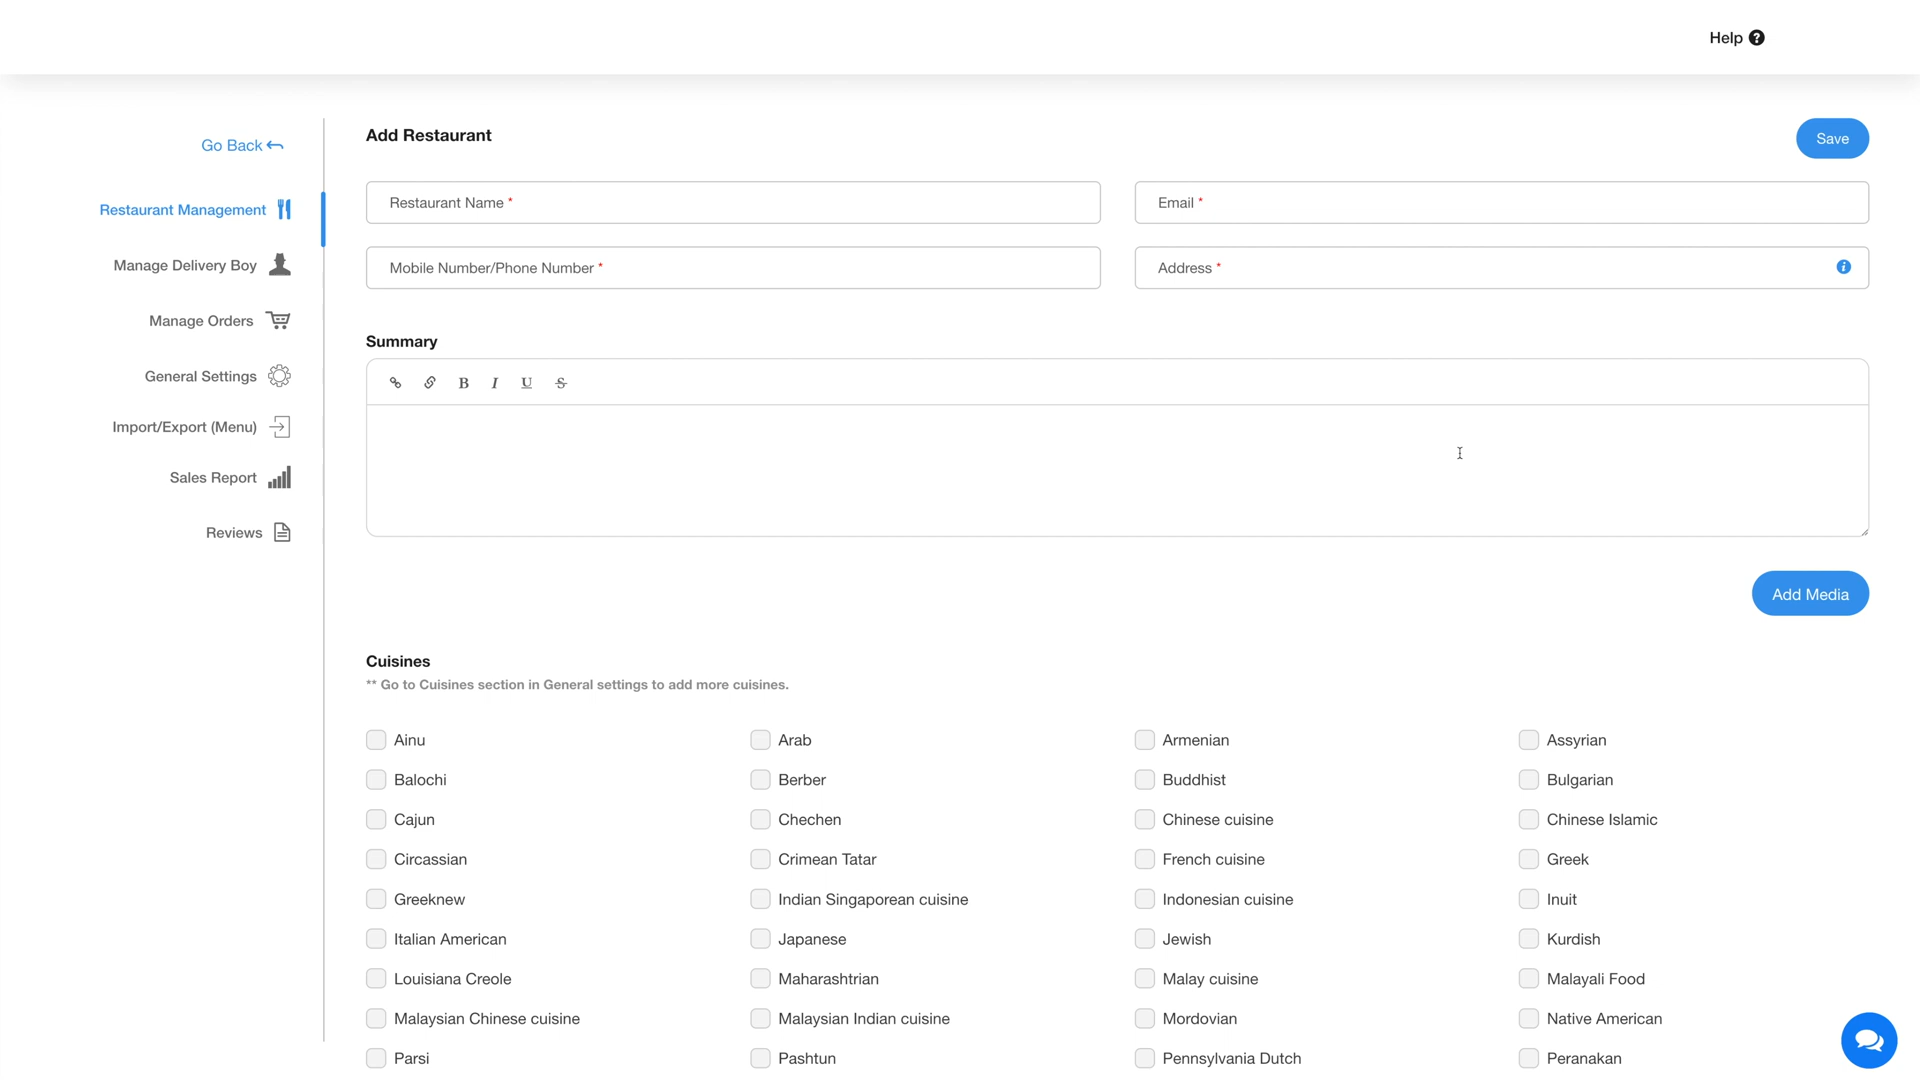 Help
Go Back
Restaurant Management
Manage Delivery Boy
Manage Orders
General Settings
Import/Export (Menu)
Sales Report
Reviews
Add Restaurant
Save
Restaurant Name *
Email *
Mobile Number/Phone Number *
Address *
Summary
B I U S
Add Media
Cuisines
** Go to Cuisines section in General settings to add more cuisines.
Ainu Arab Armenian Assyrian
Balochi Berber Buddhist Bulgarian
Cajun Chechen Chinese cuisine Chinese Islamic
Circassian Crimean Tatar French cuisine Greek
Greeknew Indian Singaporean cuisine Indonesian cuisine Inuit
Italian American Japanese Jewish Kurdish
Louisiana Creole Maharashtrian Malay cuisine Malayali Food
Malaysian Chinese cuisine Malaysian Indian cuisine Mordovian Native American
Parsi Pashtun Pennsylvania Dutch Peranakan